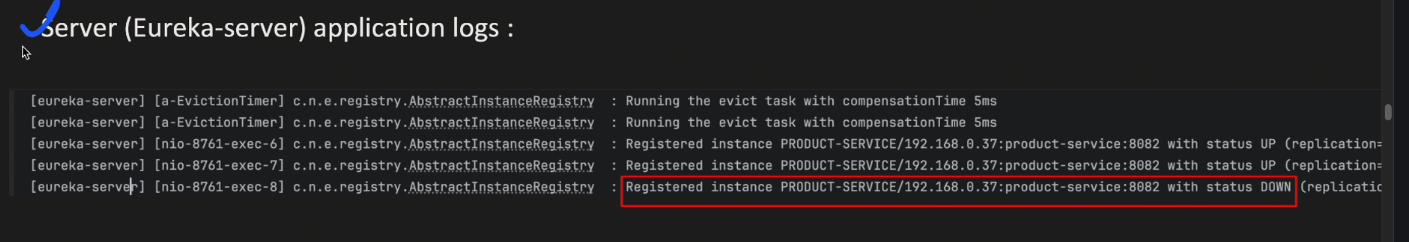 Server (Eureka-server) application logs :
[eureka-server] [a-EvictionTimer] c.n.e.registry.AbstractInstanceRegistry  : Running the evict task with compensationTime 5ms
[eureka-server] [a-EvictionTimer] c.n.e.registry.AbstractInstanceRegistry  : Running the evict task with compensationTime 5ms
[eureka-server] [nio-8761-exec-6] c.n.e.registry.AbstractInstanceRegistry  : Registered instance PRODUCT-SERVICE/192.168.0.37:product-service:8082 with status UP (replication=
[eureka-server] [nio-8761-exec-7] c.n.e.registry.AbstractInstanceRegistry  : Registered instance PRODUCT-SERVICE/192.168.0.37:product-service:8082 with status UP (replication=
[eureka-server] [nio-8761-exec-8] c.n.e.registry.AbstractInstanceRegistry  : Registered instance PRODUCT-SERVICE/192.168.0.37:product-service:8082 with status DOWN (replicatio